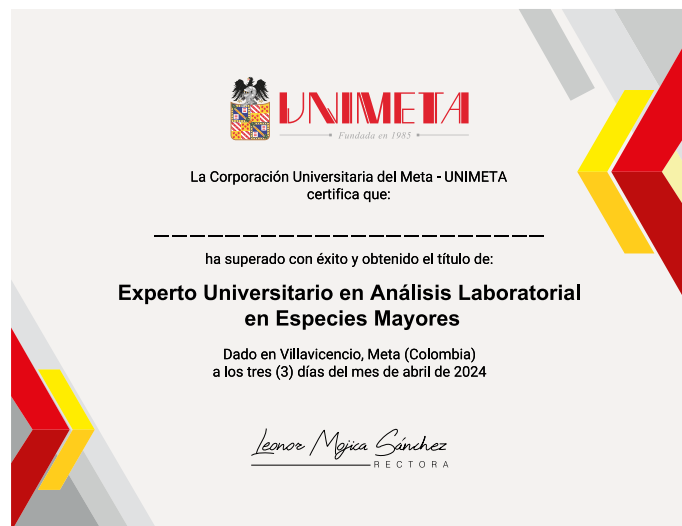 UNIMETA
Fundada en 1985
La Corporación Universitaria del Meta - UNIMETA
certifica que:
ha superado con éxito y obtenido el título de:
Experto Universitario en Análisis Laboratorial
en Especies Mayores
Dado en Villavicencio, Meta (Colombia)
a los tres (3) días del mes de abril de 2024
Leonor Mojica Sánchez
RECTORA